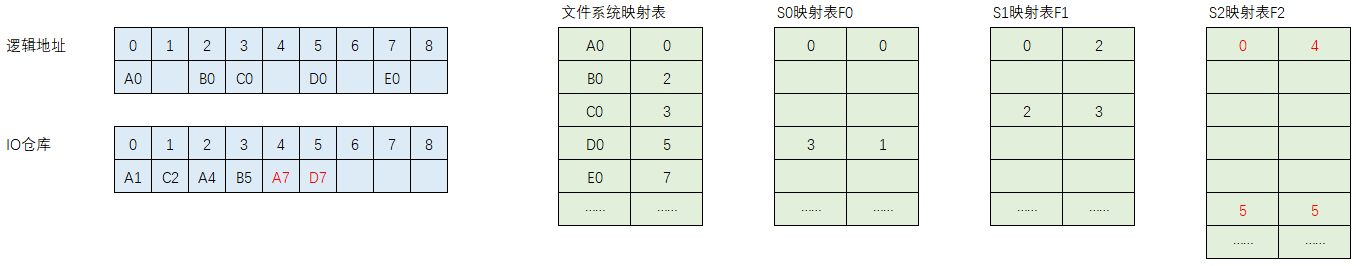 文件系统映射表 S0映射表F0 S1映射表F1 S2映射表F2
逻辑地址 0 1 2 3 4 5 6 7 8
A0 B0 C0 D0 E0
IO仓库 0 1 2 3 4 5 6 7 8
A1 C2 A4 B5 A7 D7
A0 0
B0 2
C0 3
D0 5
E0 7
…… ……
0 0
3 1
…… ……
0 2
2 3
…… ……
0 4
5 5
…… ……